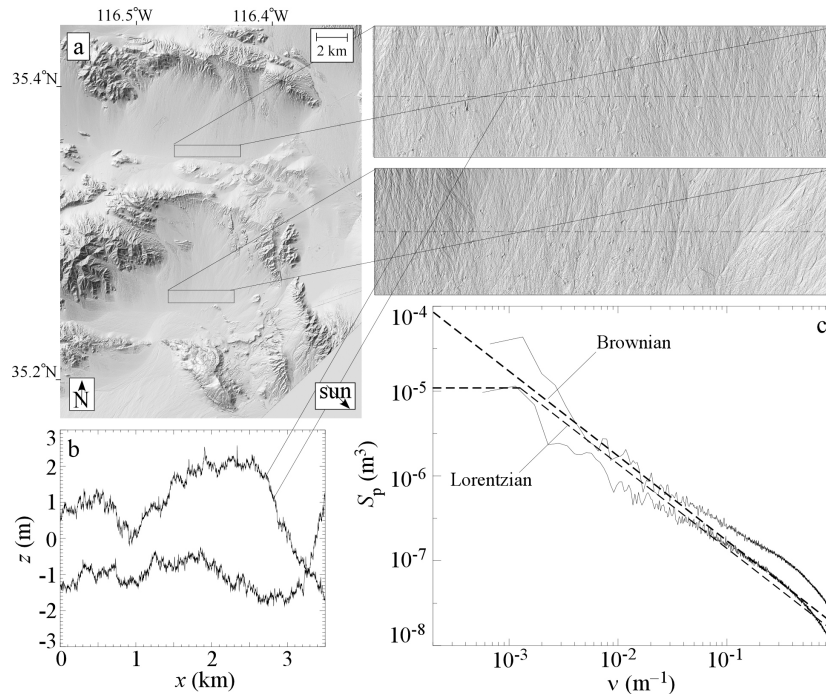 116.5°W 116.4°W
a
2 km
35.4°N
35.2°N
N
sun
b
3
2
1
0
-1
-2
-3
z (m)
0 1 2 3
x (km)
c
10⁻⁴
10⁻⁵
10⁻⁶
10⁻⁷
10⁻⁸
Sₚ (m³)
Brownian
Lorentzian
10⁻³ 10⁻² 10⁻¹
ν (m⁻¹)